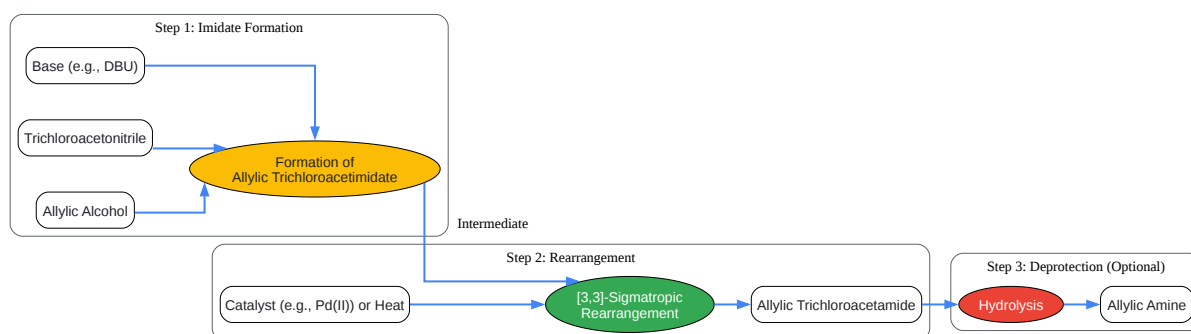 Step 1: Imidate Formation
Base (e.g., DBU)
Trichloroacetonitrile
Formation of
Allylic Trichloroacetimidate
Allylic Alcohol
Intermediate
Step 2: Rearrangement
Catalyst (e.g., Pd(II)) or Heat
[3,3]-Sigmatropic
Rearrangement
Allylic Trichloroacetamide
Step 3: Deprotection (Optional)
Hydrolysis
Allylic Amine